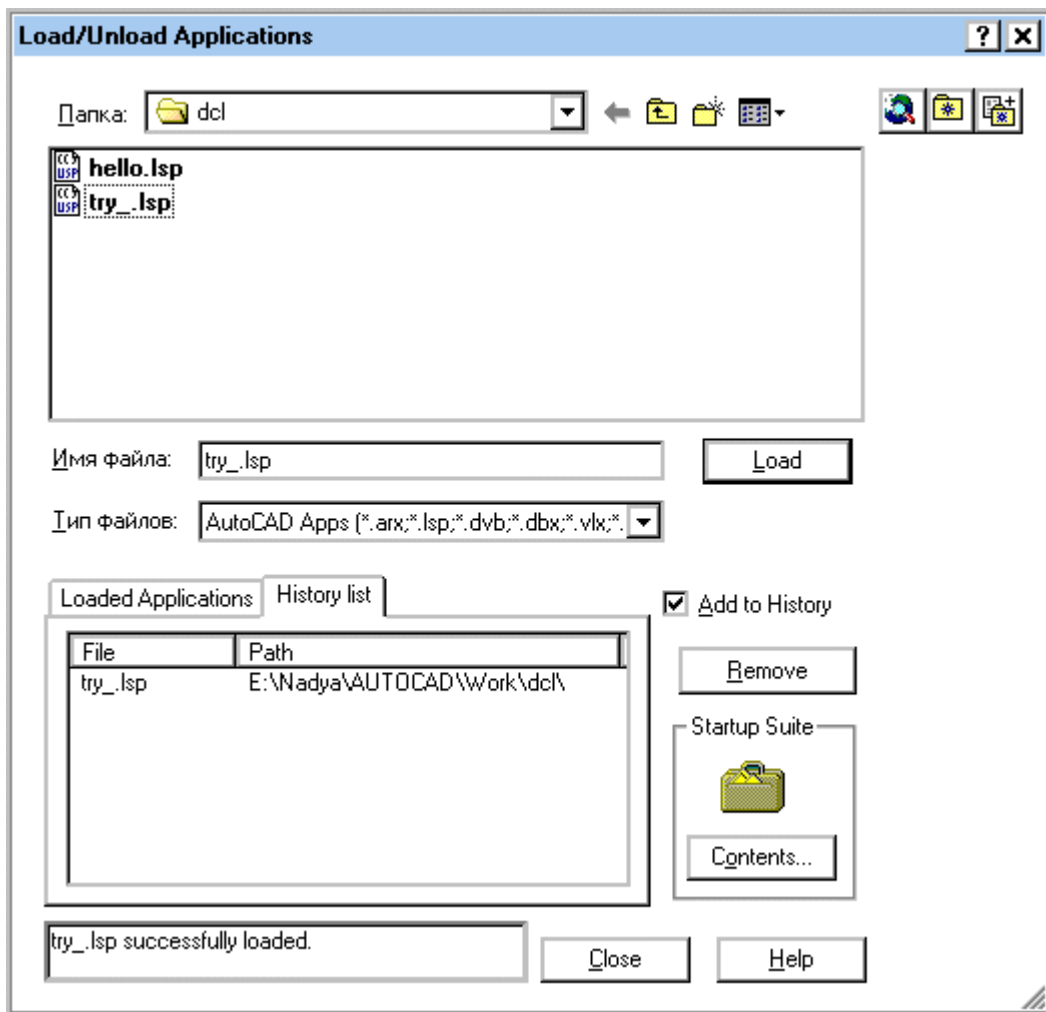 Load/Unload Applications
Папка: dcl
hello.lsp
try_.lsp
Имя файла: try_.lsp Load
Тип файлов: AutoCAD Apps (*.arx;*.lsp;*.dvb;*.dbx;*.vlx;*.
Loaded Applications History list
Add to History
File Path
try_.lsp E:\Nadya\AUTOCAD\Work\dcl\
Remove
Startup Suite
Contents...
try_.lsp successfully loaded.
Close Help